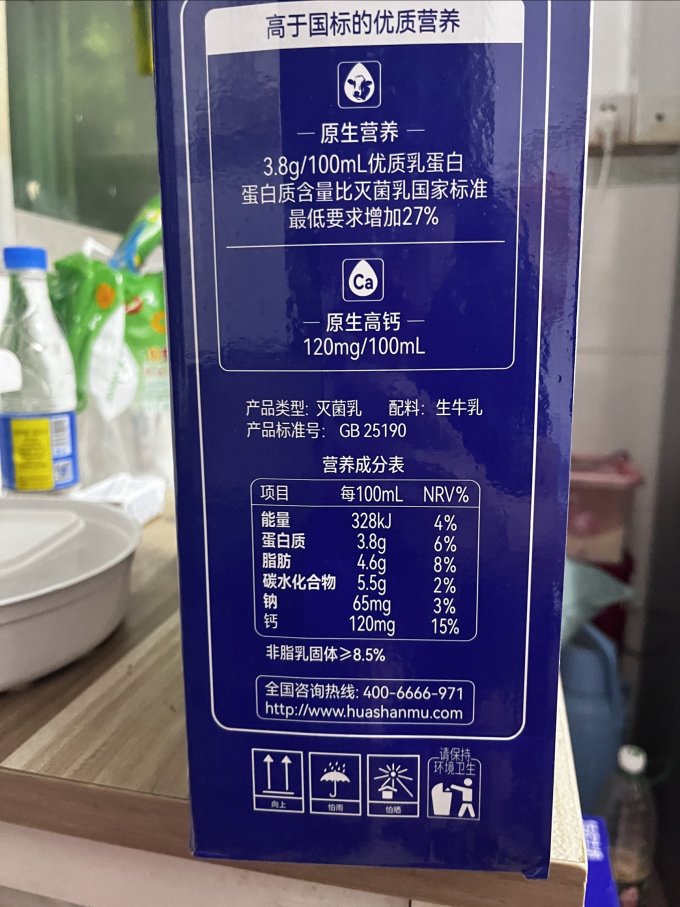 高于国标的优质营养
原生营养
3.8g/100mL优质乳蛋白
蛋白质含量比灭菌乳国家标准
最低要求增加27%
Ca
原生高钙
120mg/100mL
产品类型: 灭菌乳 配料: 生牛乳
产品标准号: GB 25190
营养成分表
项目 每100mL NRV%
能量 328kJ 4%
蛋白质 3.8g 6%
脂肪 4.6g 8%
碳水化合物 5.5g 2%
钠 65mg 3%
钙 120mg 15%
非脂乳固体≥8.5%
全国咨询热线: 400-6666-971
http://www.huashanmu.com
向上 怕雨 怕晒
请保持
环境卫生